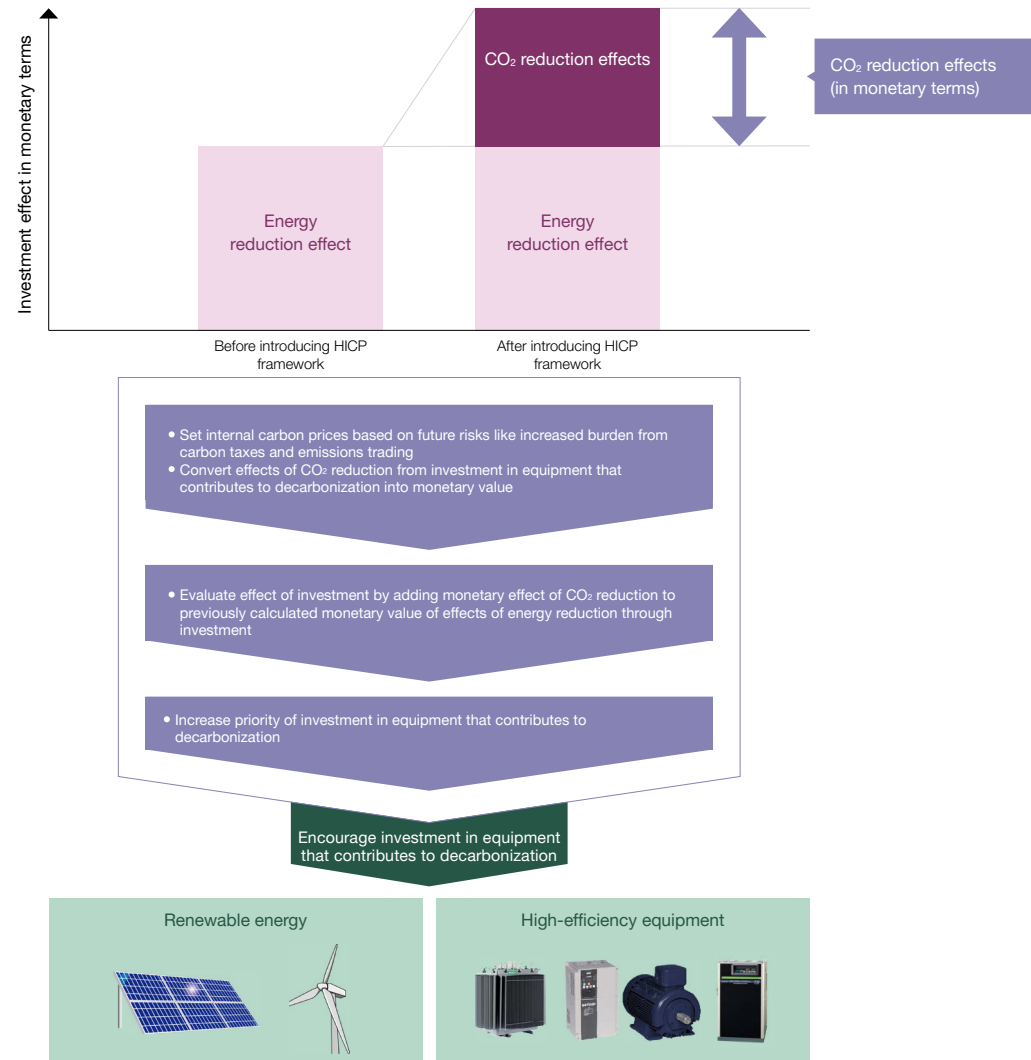 Investment effect in monetary terms
CO₂ reduction effects
CO₂ reduction effects
(in monetary terms)
Energy
reduction effect
Energy
reduction effect
Before introducing HICP
framework
After introducing HICP
framework
• Set internal carbon prices based on future risks like increased burden from
carbon taxes and emissions trading
• Convert effects of CO₂ reduction from investment in equipment that
contributes to decarbonization into monetary value
• Evaluate effect of investment by adding monetary effect of CO₂ reduction to
previously calculated monetary value of effects of energy reduction through
investment
• Increase priority of investment in equipment that contributes to
decarbonization
Encourage investment in equipment
that contributes to decarbonization
Renewable energy
High-efficiency equipment